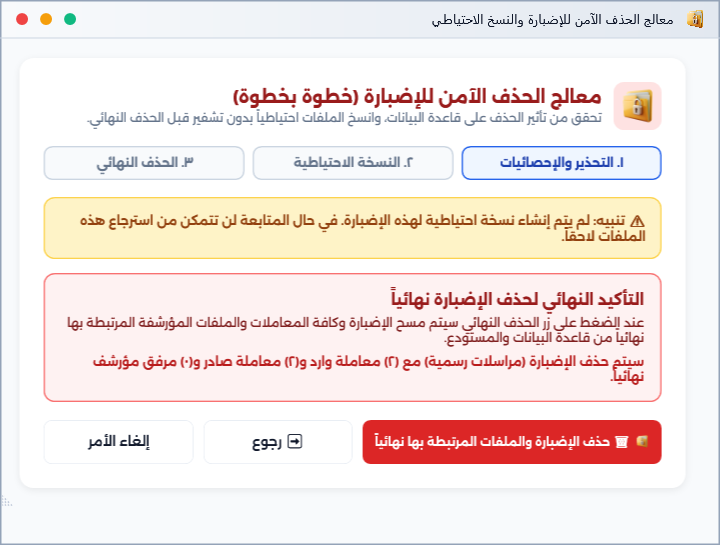 معالج الحذف الآمن للإضبارة والنسخ الاحتياطي
معالج الحذف الآمن للإضبارة (خطوة بخطوة)
تحقق من تأثير الحذف على قاعدة البيانات، وانسخ الملفات احتياطياً بدون تشفير قبل الحذف النهائي.
١. التحذير والإحصائيات
٢. النسخة الاحتياطية
٣. الحذف النهائي
⚠ تنبيه: لم يتم إنشاء نسخة احتياطية لهذه الإضبارة. في حال المتابعة لن تتمكن من استرجاع هذه
الملفات لاحقاً.
التأكيد النهائي لحذف الإضبارة نهائياً
عند الضغط على زر الحذف النهائي سيتم مسح الإضبارة وكافة المعاملات والملفات المؤرشفة المرتبطة بها
نهائياً من قاعدة البيانات والمستودع.
سيتم حذف الإضبارة (مراسلات رسمية) مع (٢) معاملة وارد و(٢) معاملة صادر و(٠) مرفق مؤرشف
نهائياً.
حذف الإضبارة والملفات المرتبطة بها نهائياً
رجوع
إلغاء الأمر